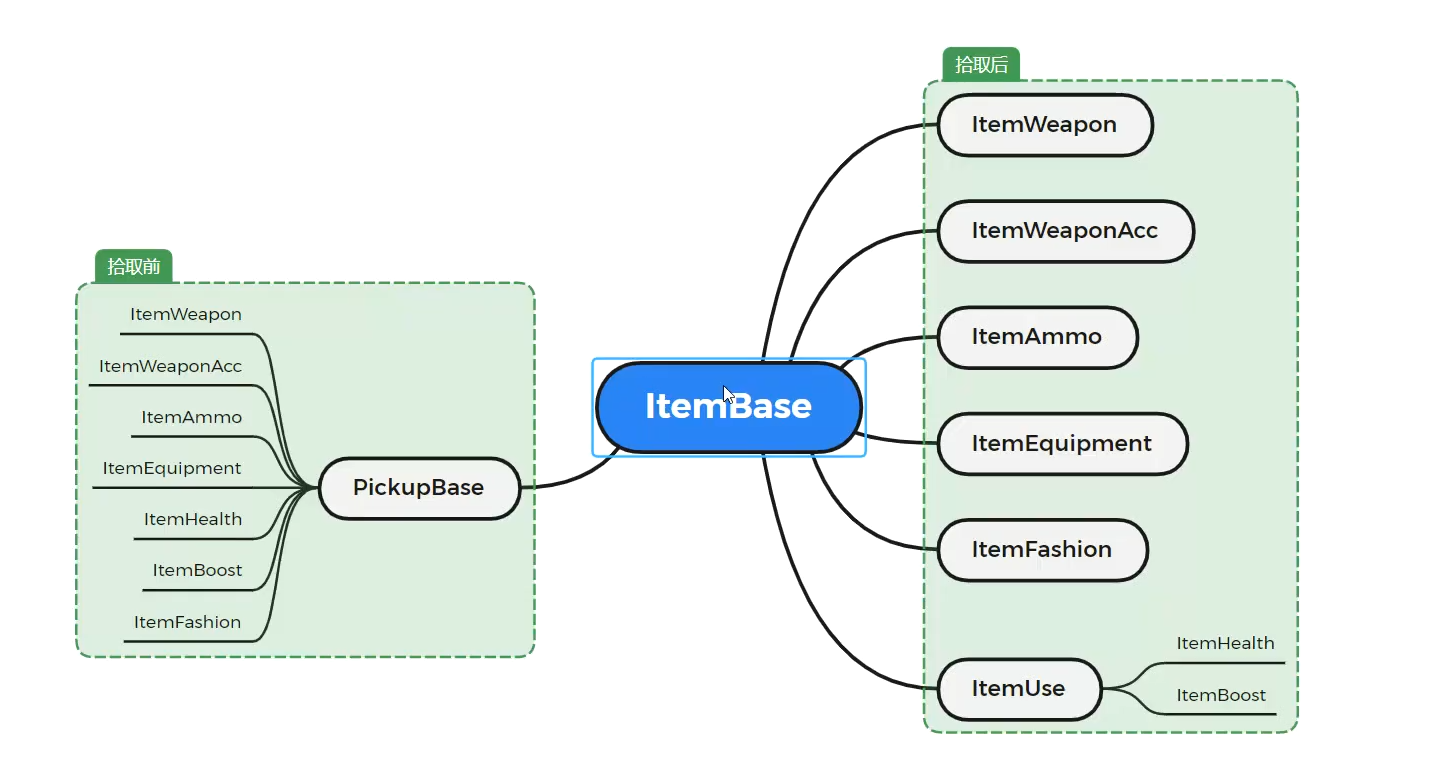 拾取前
ItemWeapon
ItemWeaponAcc
ItemAmmo
ItemEquipment
ItemHealth
ItemBoost
ItemFashion
PickupBase
ItemBase
拾取后
ItemWeapon
ItemWeaponAcc
ItemAmmo
ItemEquipment
ItemFashion
ItemUse
ItemHealth
ItemBoost